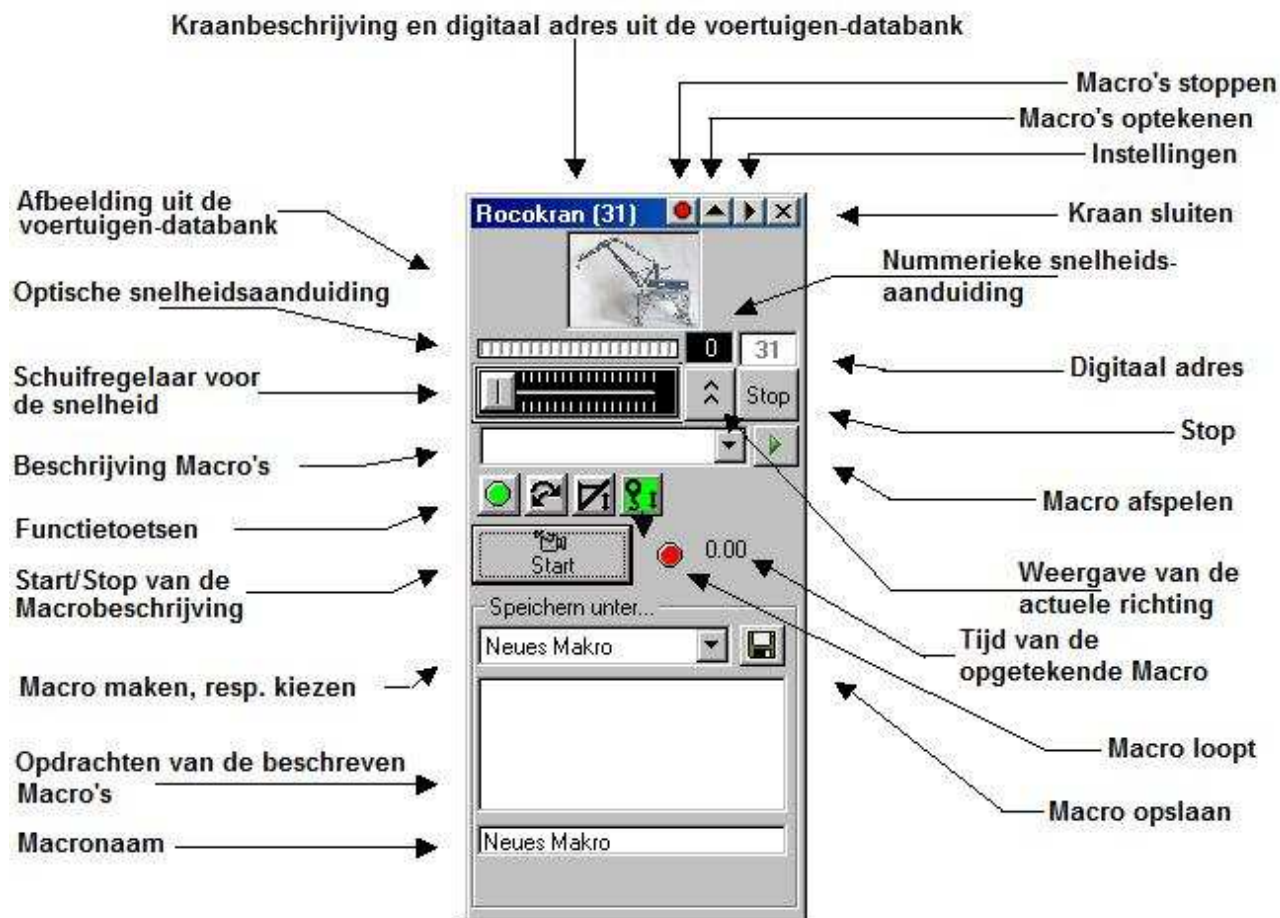 Kraanbeschrijving en digitaal adres uit de voertuigen-databank
Macro's stoppen
Macro's optekenen
Instellingen
Afbeelding uit de
voertuigen-databank
Rocokran (31)
Kraan sluiten
Nummerieke snelheids-
aanduiding
Optische snelheidsaanduiding
0
31
Digitaal adres
Schuifregelaar voor
de snelheid
Stop
Stop
Beschrijving Macro's
Macro afspelen
Functietoetsen
Start
0.00
Start/Stop van de
Macrobeschrijving
Weergave van de
actuele richting
Speichern unter...
Neues Makro
Tijd van de
opgetekende Macro
Macro maken, resp. kiezen
Macro loopt
Opdrachten van de beschreven
Macro's
Macro opslaan
Macronaam
Neues Makro